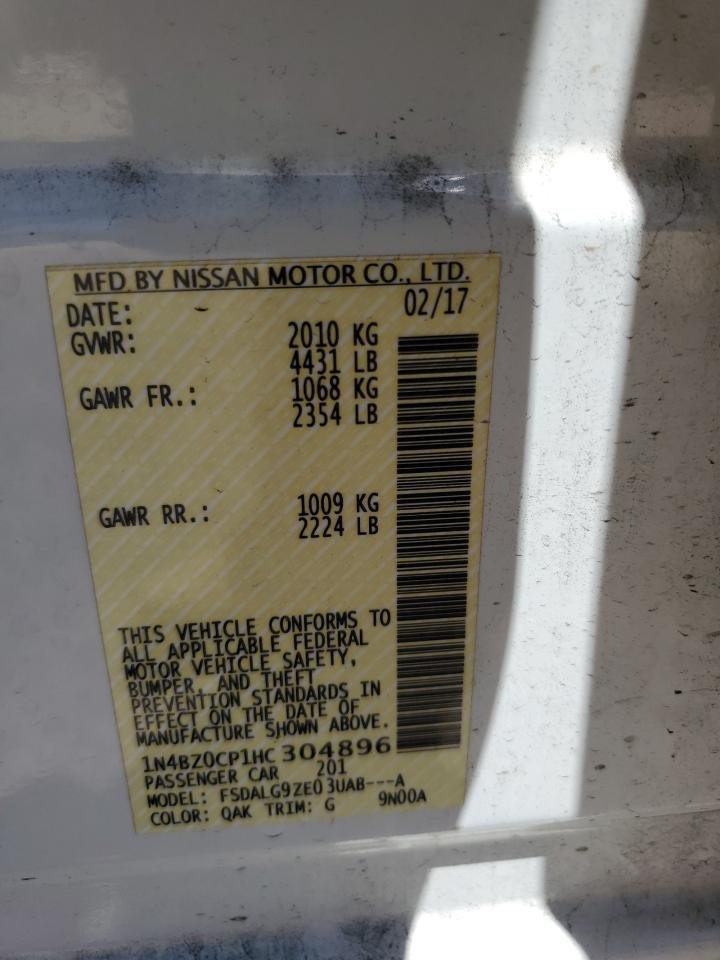 MFD BY NISSAN MOTOR CO., LTD.
DATE: 02/17
GVWR: 2010 KG
4431 LB
GAWR FR.: 1068 KG
2354 LB
GAWR RR.: 1009 KG
2224 LB
THIS VEHICLE CONFORMS TO
ALL APPLICABLE FEDERAL
MOTOR VEHICLE SAFETY,
BUMPER, AND THEFT
PREVENTION STANDARDS IN
EFFECT ON THE DATE OF
MANUFACTURE SHOWN ABOVE.
1N4BZ0CP1HC 304896
PASSENGER CAR 201
MODEL: FSDALG9ZE03UAB---A
COLOR: QAK TRIM: G 9N00A